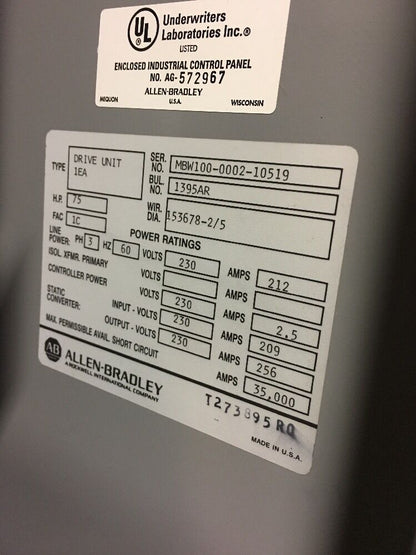 UL
Underwriters
Laboratories Inc.®
LISTED
ENCLOSED INDUSTRIAL CONTROL PANEL
NO. AG-572967
MEQUON ALLEN-BRADLEY WISCONSIN
U.S.A.
TYPE DRIVE UNIT SER. NO. MBW100-0002-10519
1EA BUL. NO. 1395AR
H.P. 75 WIR. DIA. 153678-2/5
FAC 1C POWER RATINGS
LINE POWER: PH 3 HZ 60 VOLTS 230 AMPS 212
ISOL. XFMR. PRIMARY VOLTS AMPS
CONTROLLER POWER VOLTS 230 AMPS 2.5
STATIC CONVERTER: INPUT - VOLTS 230 AMPS 209
OUTPUT - VOLTS 230 AMPS 256
MAX. PERMISSIBLE AVAIL. SHORT CIRCUIT AMPS 35,000
AB ALLEN-BRADLEY
A ROCKWELL INTERNATIONAL COMPANY
T273895RQ
MADE IN U.S.A.